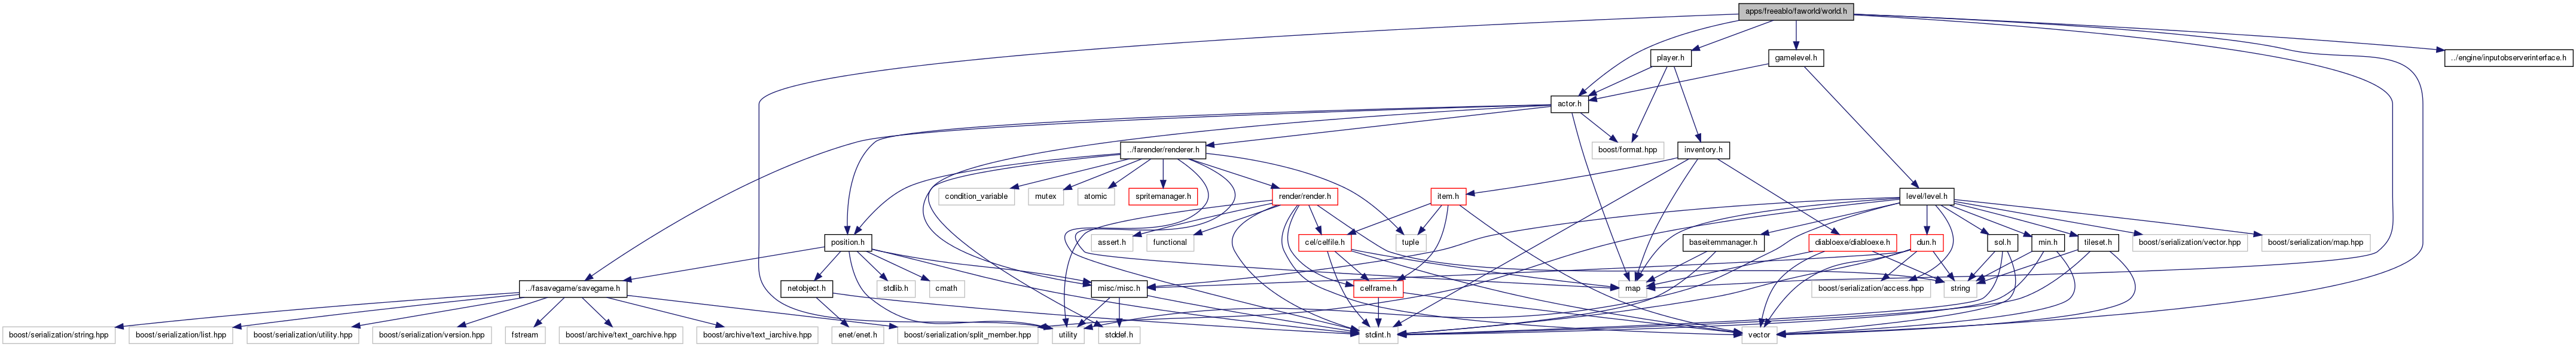 apps/freeablo/faworld/world.h
player.h
gamelevel.h
../engine/inputobserverinterface.h
actor.h
../farender/renderer.h
boost/format.hpp
inventory.h
condition_variable
mutex
atomic
spritemanager.h
render/render.h
item.h
level/level.h
position.h
assert.h
functional
cel/celfile.h
tuple
baseitemmanager.h
diabloexe/diabloexe.h
dun.h
sol.h
min.h
tileset.h
boost/serialization/vector.hpp
boost/serialization/map.hpp
../fasavegame/savegame.h
netobject.h
stdlib.h
cmath
misc/misc.h
celframe.h
map
boost/serialization/access.hpp
string
boost/serialization/string.hpp
boost/serialization/list.hpp
boost/serialization/utility.hpp
boost/serialization/version.hpp
fstream
boost/archive/text_oarchive.hpp
boost/archive/text_iarchive.hpp
enet/enet.h
boost/serialization/split_member.hpp
utility
stddef.h
stdint.h
vector